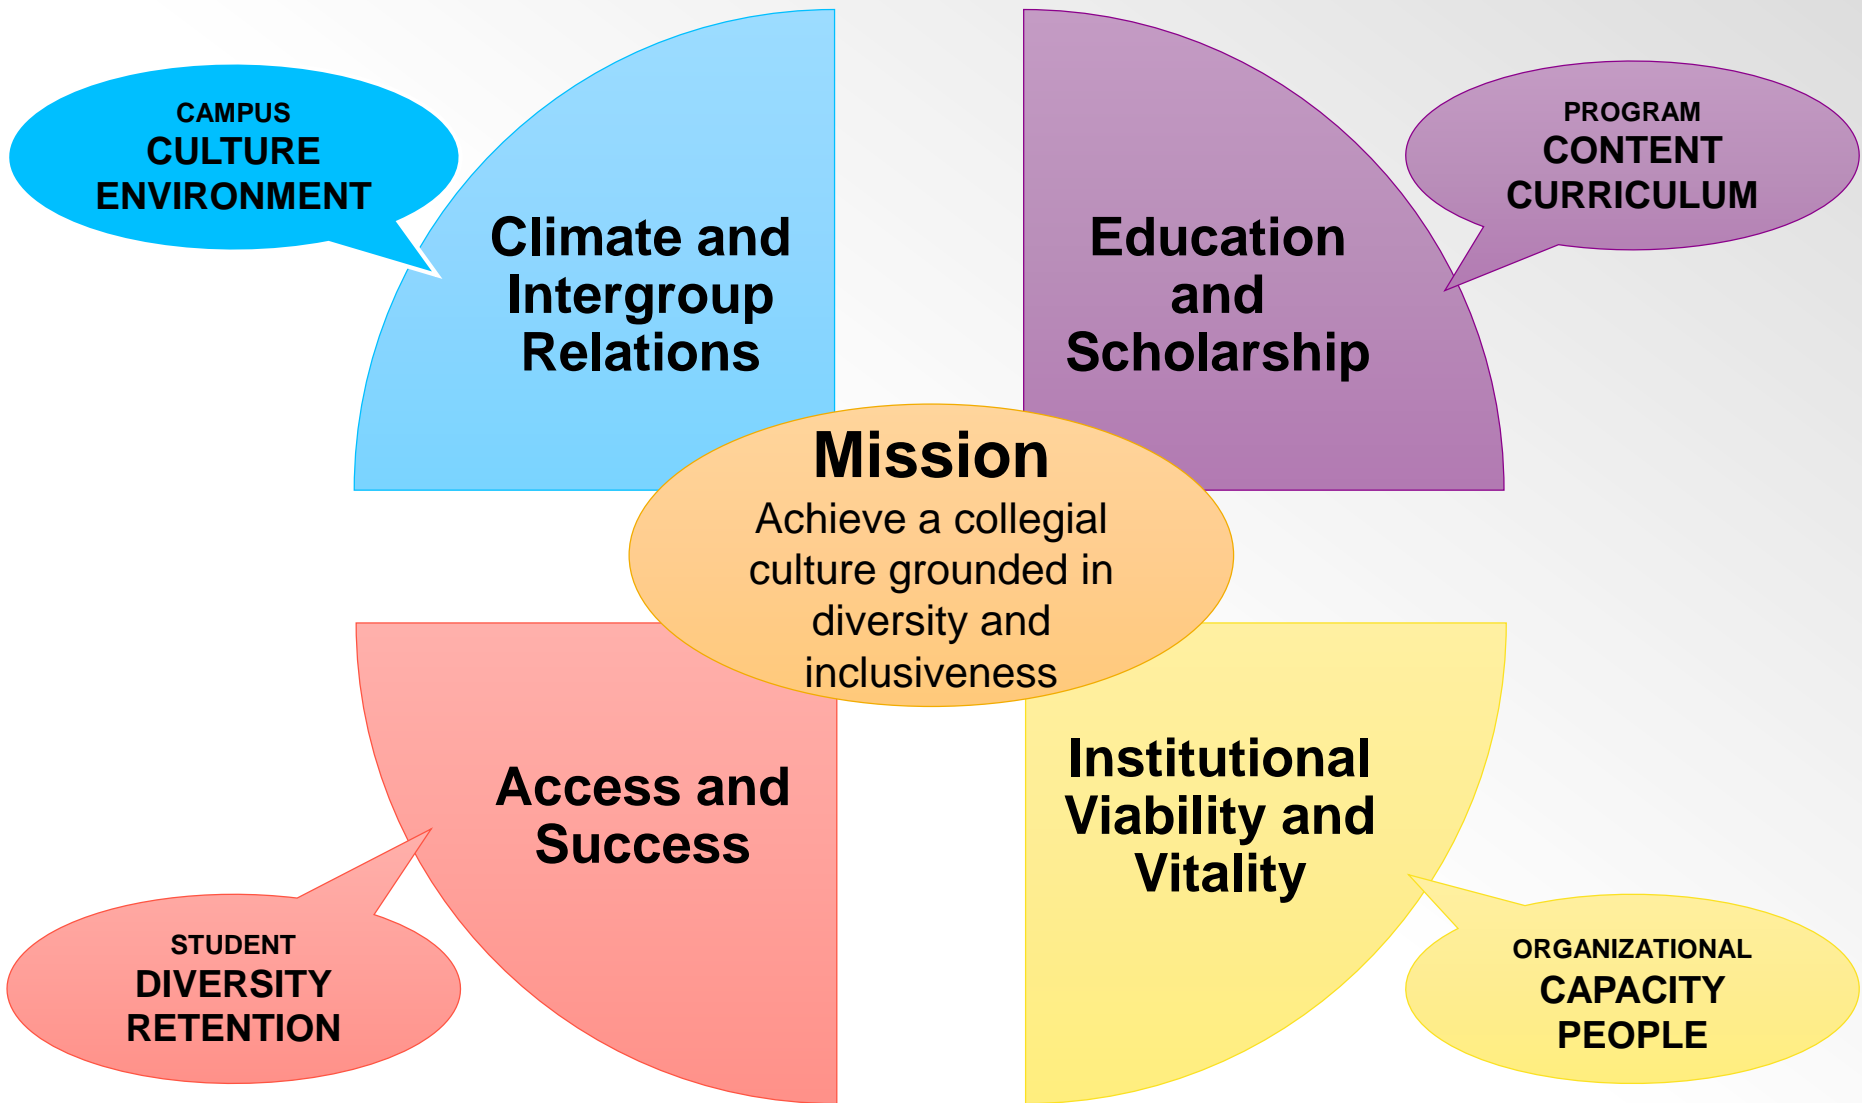 CAMPUS
CULTURE
ENVIRONMENT
Climate and
Intergroup
Relations
Education
and
Scholarship
PROGRAM
CONTENT
CURRICULUM
Mission
Achieve a collegial
culture grounded in
diversity and
inclusiveness
Access and
Success
STUDENT
DIVERSITY
RETENTION
Institutional
Viability and
Vitality
ORGANIZATIONAL
CAPACITY
PEOPLE